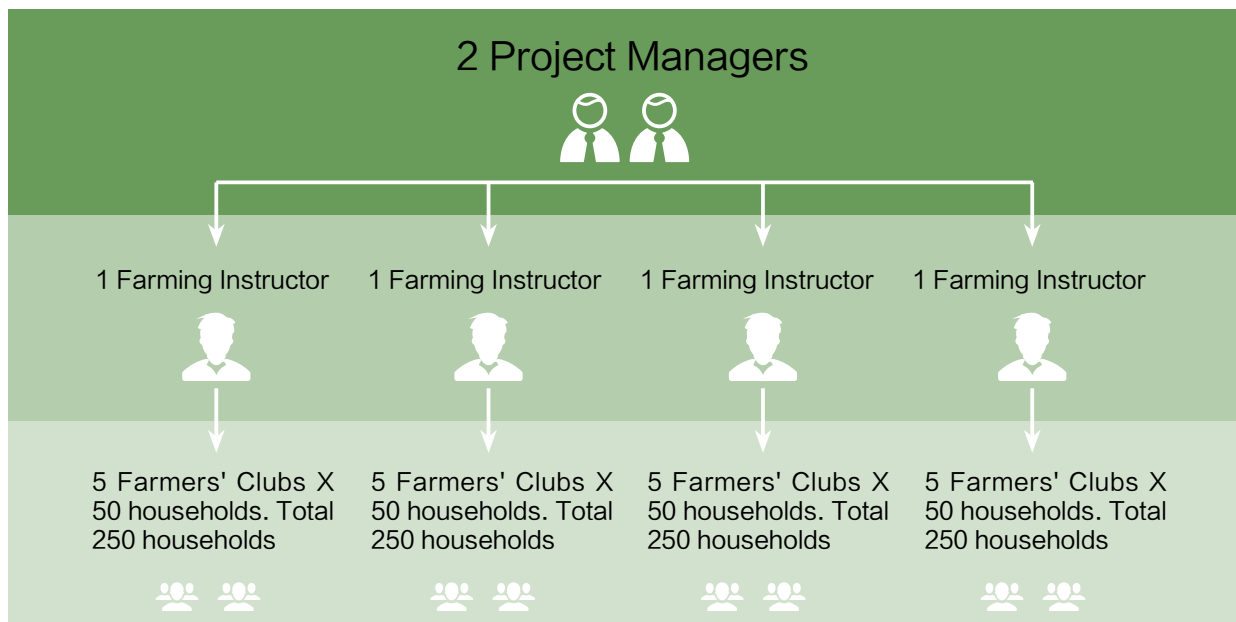 2 Project Managers
1 Farming Instructor
1 Farming Instructor
1 Farming Instructor
1 Farming Instructor
5 Farmers' Clubs X
50 households. Total
250 households
5 Farmers' Clubs X
50 households. Total
250 households
5 Farmers' Clubs X
50 households. Total
250 households
5 Farmers' Clubs X
50 households. Total
250 households